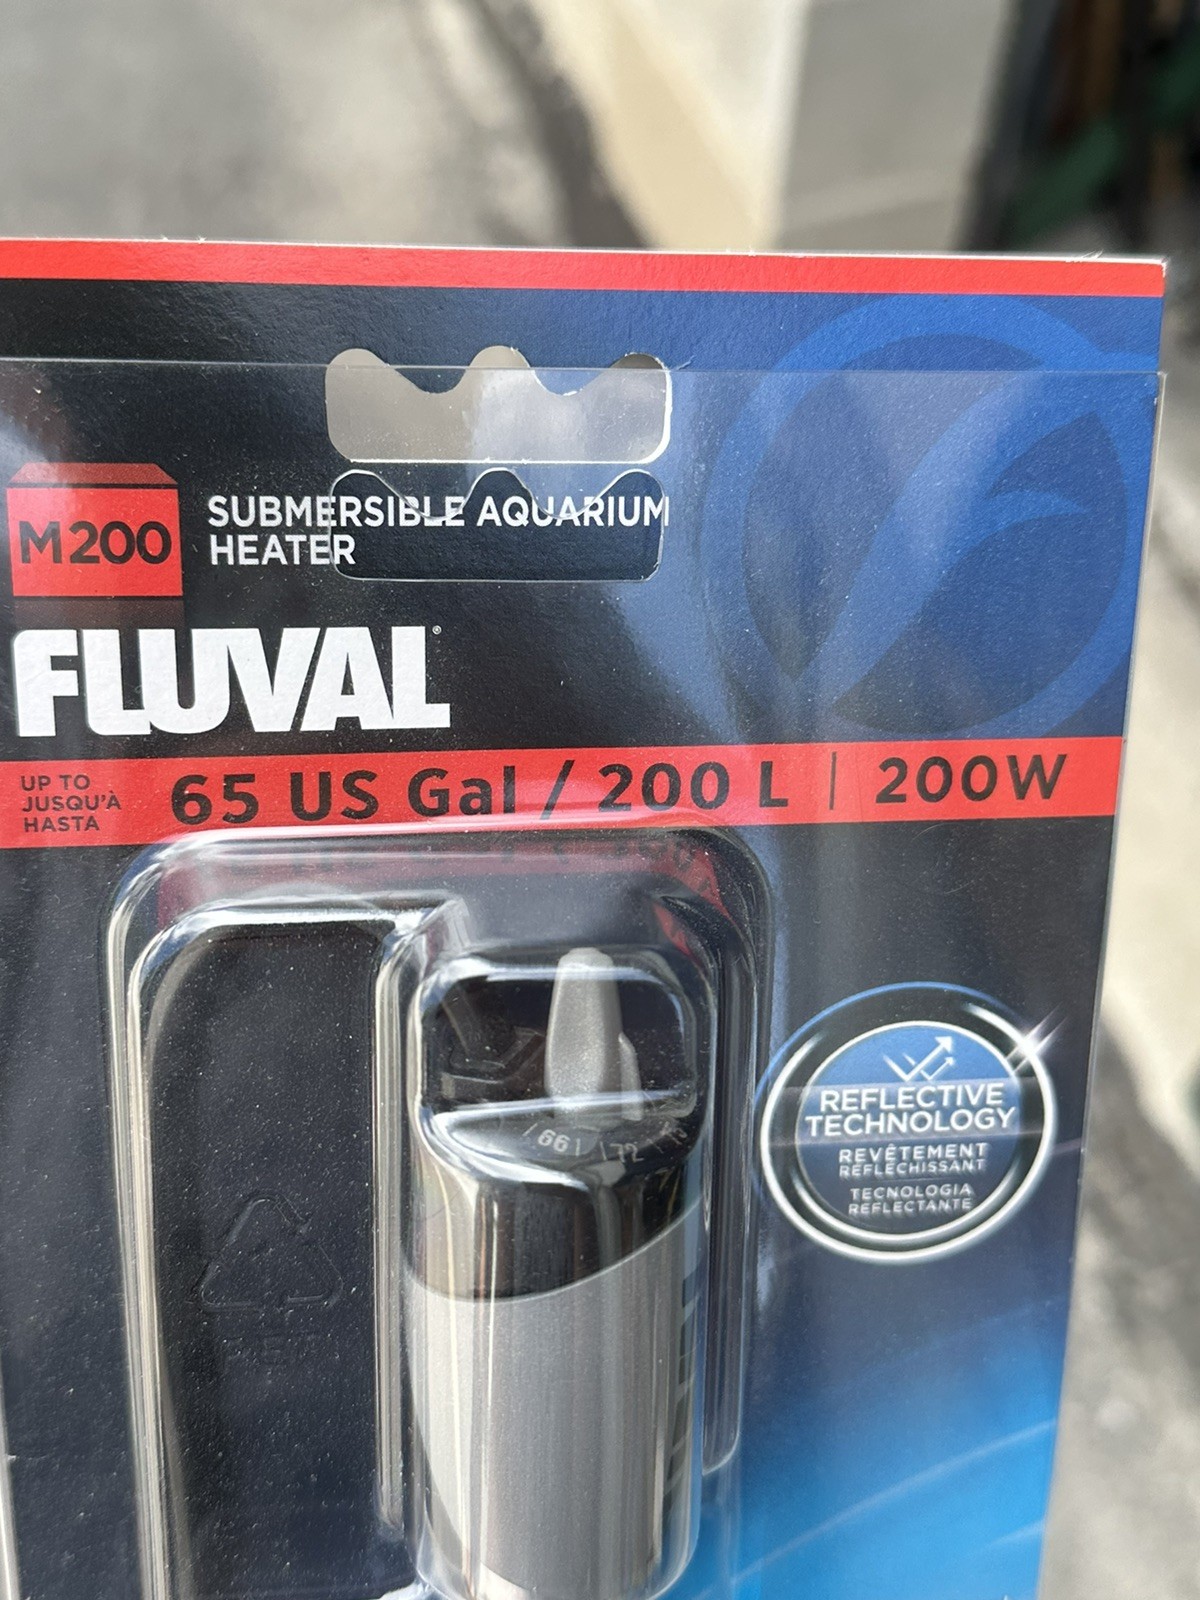 M200
SUBMERSIBLE AQUARIUM
HEATER
FLUVAL®
UP TO
JUSQU'À
HASTA
65 US Gal / 200 L | 200W
66 72
REFLECTIVE
TECHNOLOGY
REVÊTEMENT
RÉFLÉCHISSANT
TECNOLOGIA
REFLECTANTE